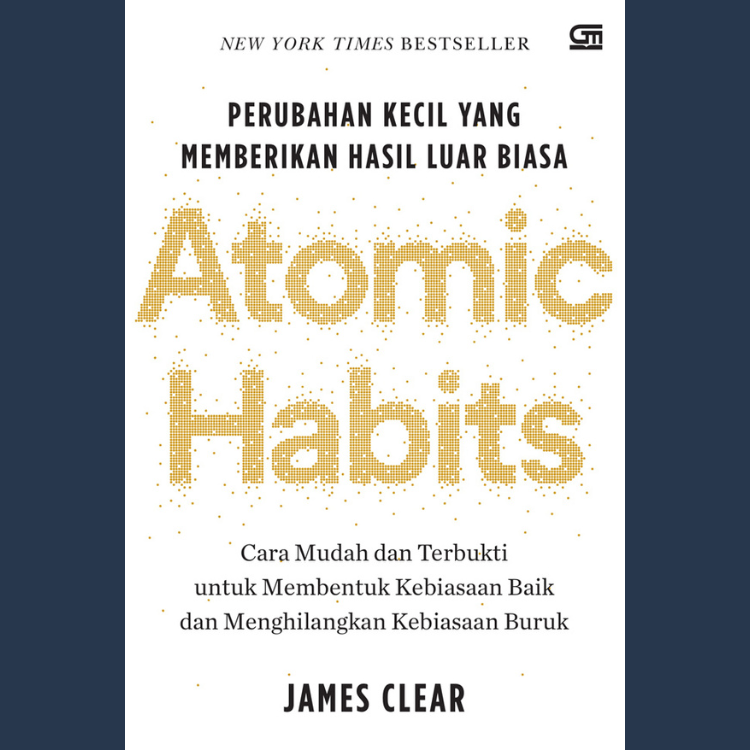 NEW YORK TIMES BESTSELLER
GM
PERUBAHAN KECIL YANG
MEMBERIKAN HASIL LUAR BIASA
Atomic
Habits
Cara Mudah dan Terbukti
untuk Membentuk Kebiasaan Baik
dan Menghilangkan Kebiasaan Buruk
JAMES CLEAR